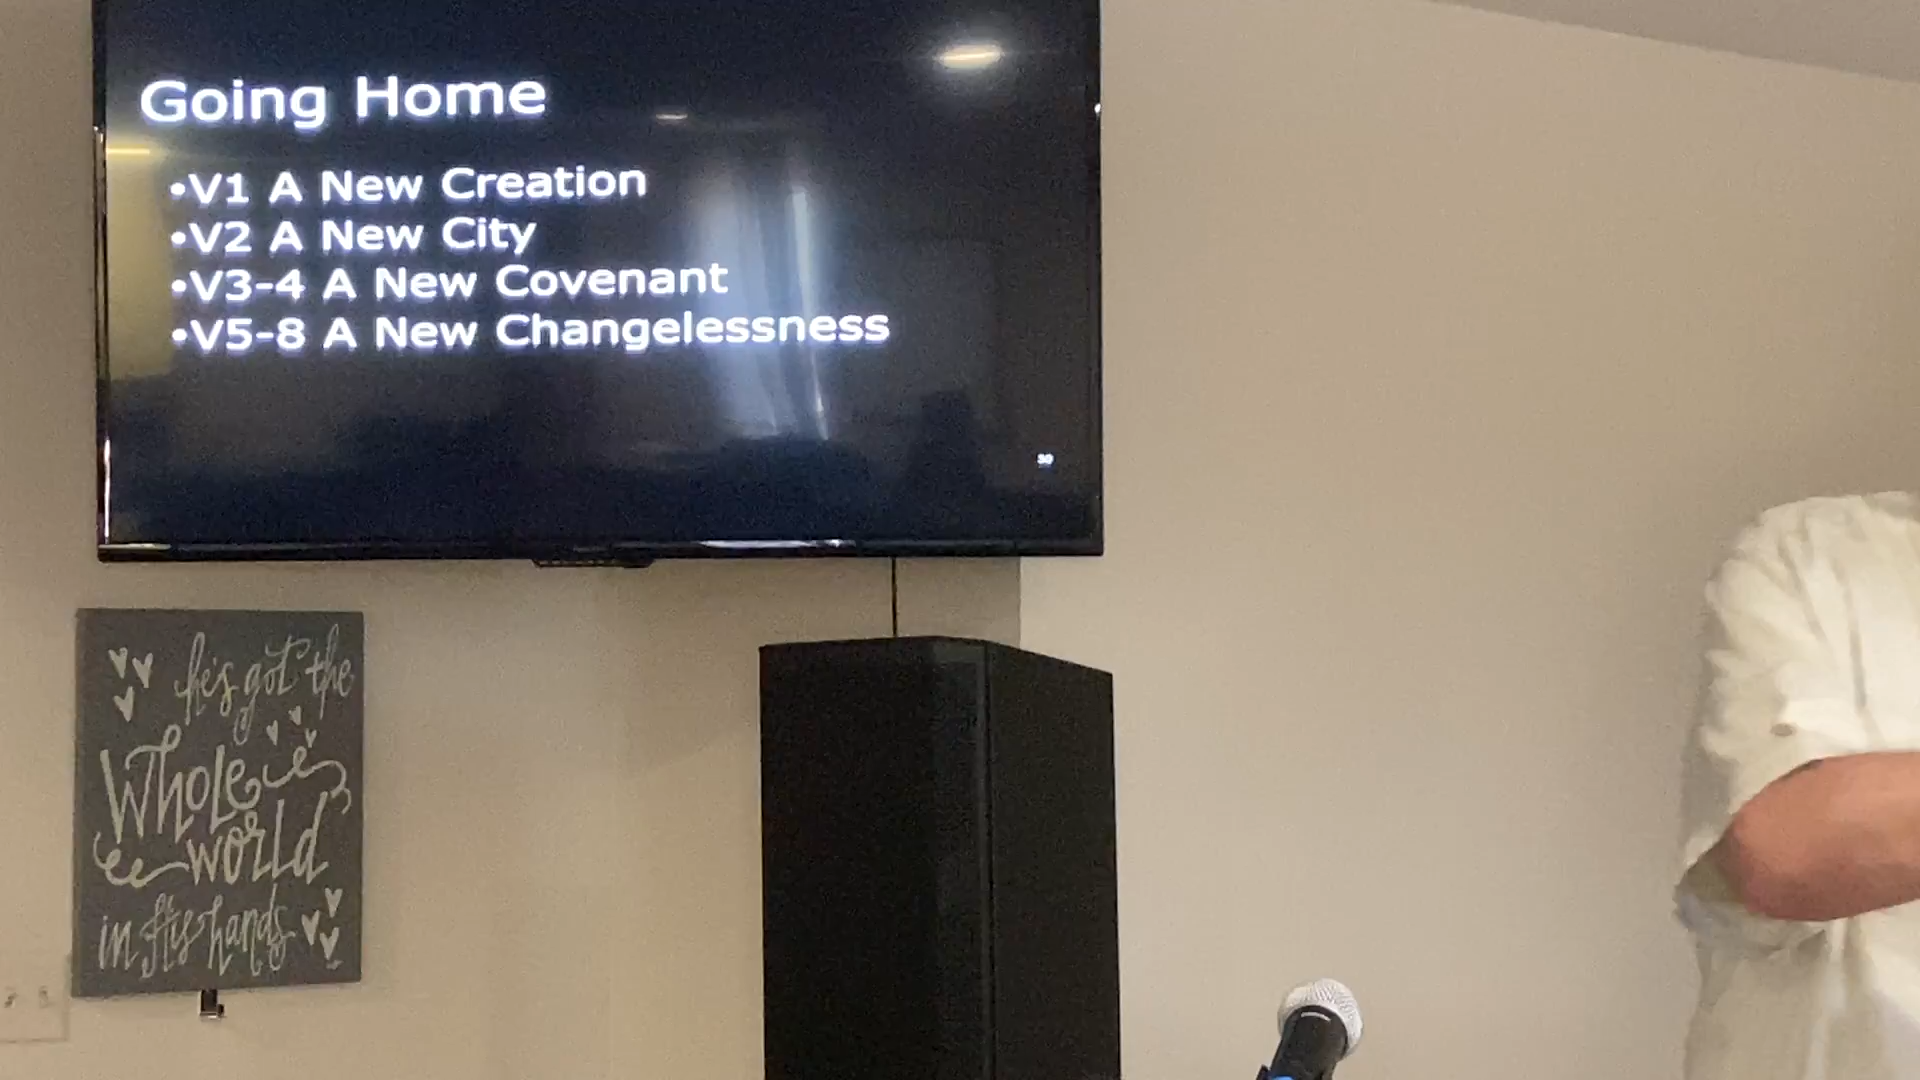 Going Home
•V1 A New Creation
•V2 A New City
•V3-4 A New Covenant
•V5-8 A New Changelessness
30
he's got the
Whole
world
in His hands